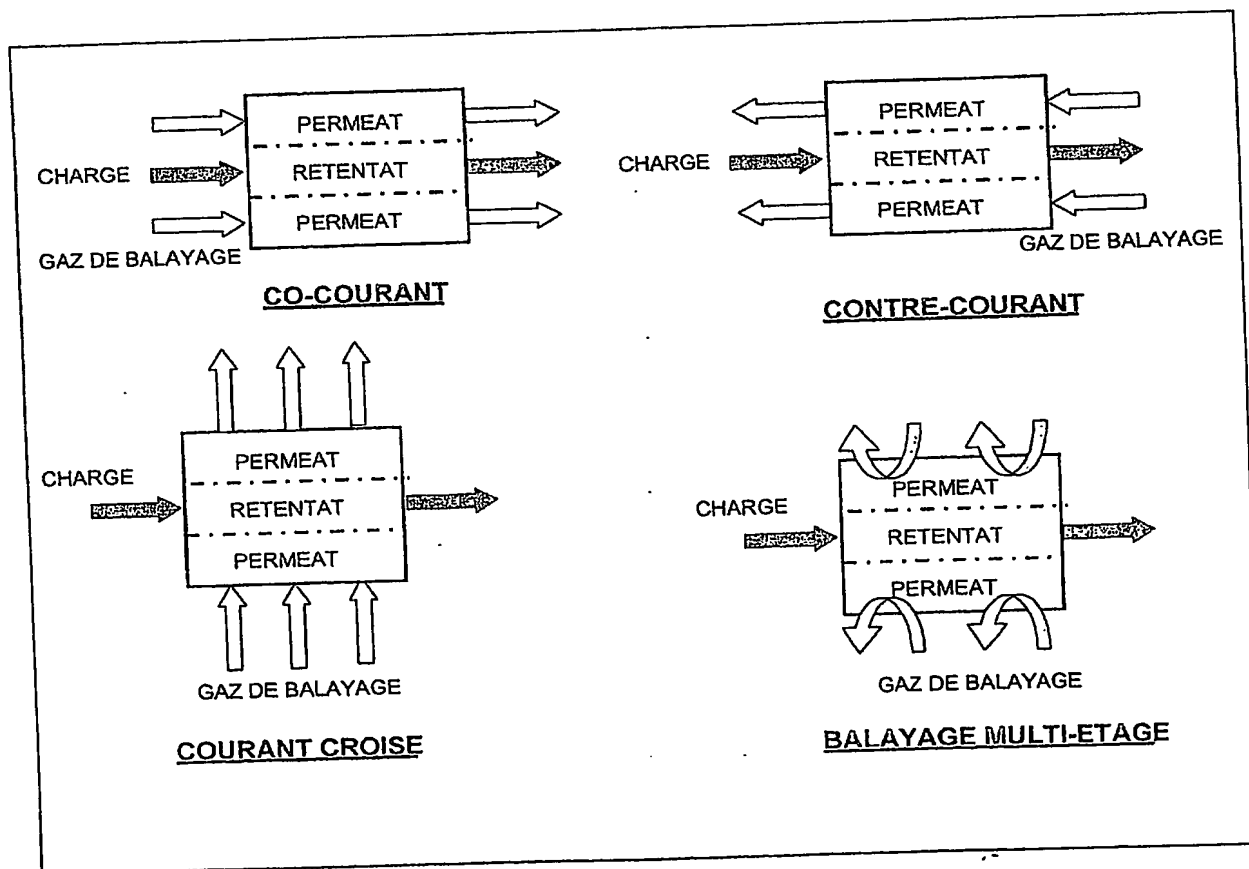 PERMEAT
CHARGE
RETENTAT
PERMEAT
GAZ DE BALAYAGE
CO-COURANT
PERMEAT
CHARGE
RETENTAT
PERMEAT
GAZ DE BALAYAGE
CONTRE-COURANT
CHARGE
PERMEAT
RETENTAT
PERMEAT
GAZ DE BALAYAGE
COURANT CROISE
PERMEAT
CHARGE
RETENTAT
PERMEAT
GAZ DE BALAYAGE
BALAYAGE MULTI-ETAGE